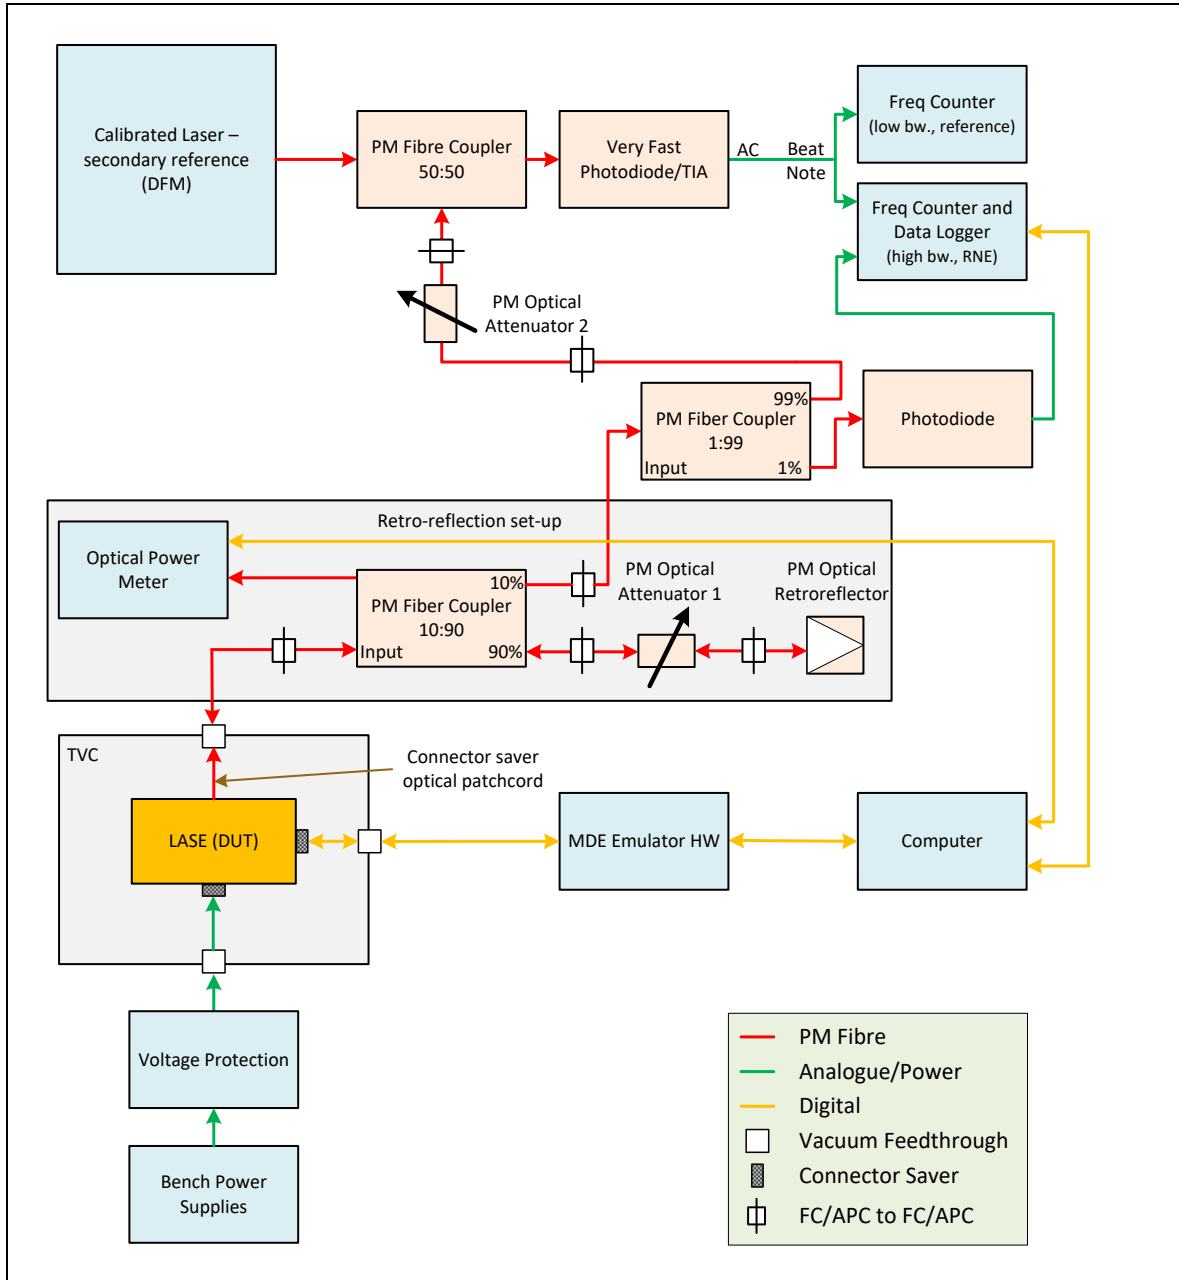 Calibrated Laser –
secondary reference
(DFM)
PM Fibre Coupler
50:50
Very Fast
Photodiode/TIA
AC
Beat
Note
Freq Counter
(low bw., reference)
Freq Counter and
Data Logger
(high bw., RNE)
PM Optical
Attenuator 2
99%
PM Fiber Coupler
1:99
Input
1%
Photodiode
Retro-reflection set-up
Optical Power
Meter
10%
PM Fiber Coupler
10:90
Input
90%
PM Optical
Attenuator 1
PM Optical
Retroreflector
TVC
Connector saver
optical patchcord
LASE (DUT)
MDE Emulator HW
Computer
Voltage Protection
Bench Power
Supplies
PM Fibre
Analogue/Power
Digital
Vacuum Feedthrough
Connector Saver
FC/APC to FC/APC